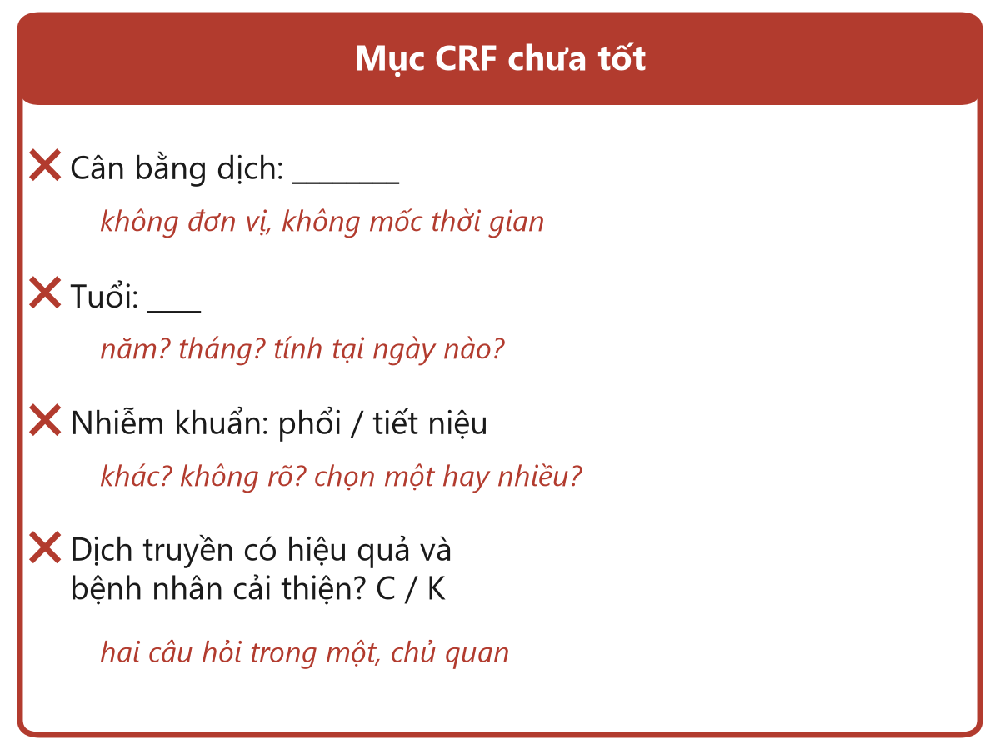 Mục CRF chưa tốt
Cân bằng dịch: ________
không đơn vị, không mốc thời gian
Tuổi: ____
năm? tháng? tính tại ngày nào?
Nhiễm khuẩn: phổi / tiết niệu
khác? không rõ? chọn một hay nhiều?
Dịch truyền có hiệu quả và
bệnh nhân cải thiện? C / K
hai câu hỏi trong một, chủ quan